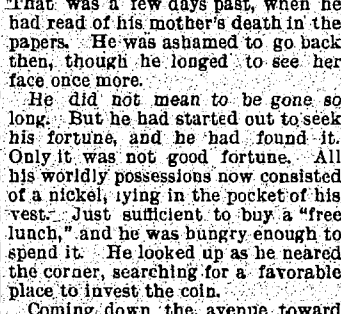 That was a few days past, when he
had read of his mother's death in the
papers. He was ashamed to go back
then, though he longed to see her
face once more.
He did not mean to be gone so
long. But he had started out to seek
his fortune, and he had found it.
Only it was not good fortune. All
his worldly possessions now consisted
of a nickel, lying in the pocket of his
vest. Just sufficient to buy a "free
lunch," and he was hungry enough to
spend it. He looked up as he neared
the corner, searching for a favorable
place to invest the coin.
Coming down the avenue toward